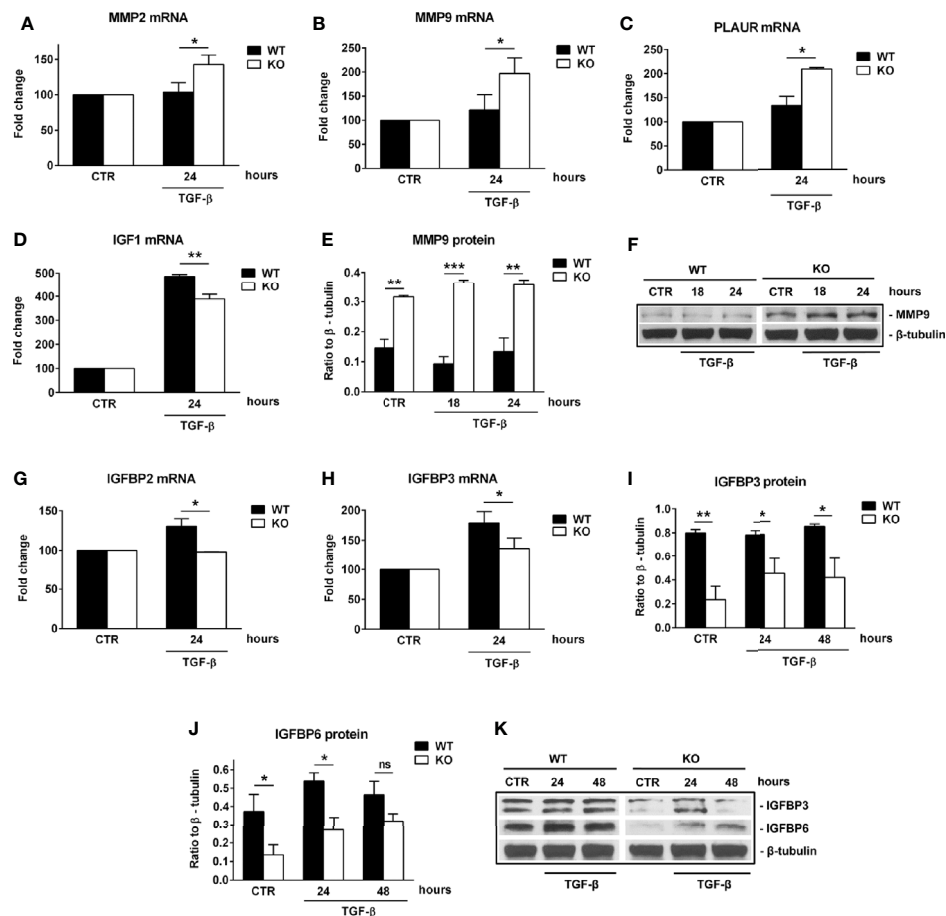 A
MMP2 mRNA
Fold change
150
100
50
0
*
WT
KO
CTR
24
hours
TGF-β
B
MMP9 mRNA
Fold change
250
200
150
100
50
0
*
WT
KO
CTR
24
hours
TGF-β
C
PLAUR mRNA
Fold change
250
200
150
100
50
0
*
WT
KO
CTR
24
hours
TGF-β
D
IGF1 mRNA
Fold change
500
400
300
200
100
0
**
WT
KO
CTR
24
hours
TGF-β
E
MMP9 protein
Ratio to β - tubulin
0.4
0.3
0.2
0.1
0.0
** *** **
WT
KO
CTR 18 24 hours
TGF-β
F
WT KO
CTR 18 24 CTR 18 24 hours
- MMP9
- β-tubulin
TGF-β TGF-β
G
IGFBP2 mRNA
Fold change
150
100
50
0
*
WT
KO
CTR
24
hours
TGF-β
H
IGFBP3 mRNA
Fold change
200
150
100
50
0
*
WT
KO
CTR
24
hours
TGF-β
I
IGFBP3 protein
Ratio to β - tubulin
1.0
0.8
0.6
0.4
0.2
** * *
WT
KO
CTR 24 48 hours
TGF-β
J
IGFBP6 protein
Ratio to β - tubulin
0.6
0.5
0.4
0.3
0.2
0.1
0.0
* * ns
WT
KO
CTR 24 48 hours
TGF-β
K
WT KO
CTR 24 48 CTR 24 48 hours
- IGFBP3
- IGFBP6
- β-tubulin
TGF-β TGF-β